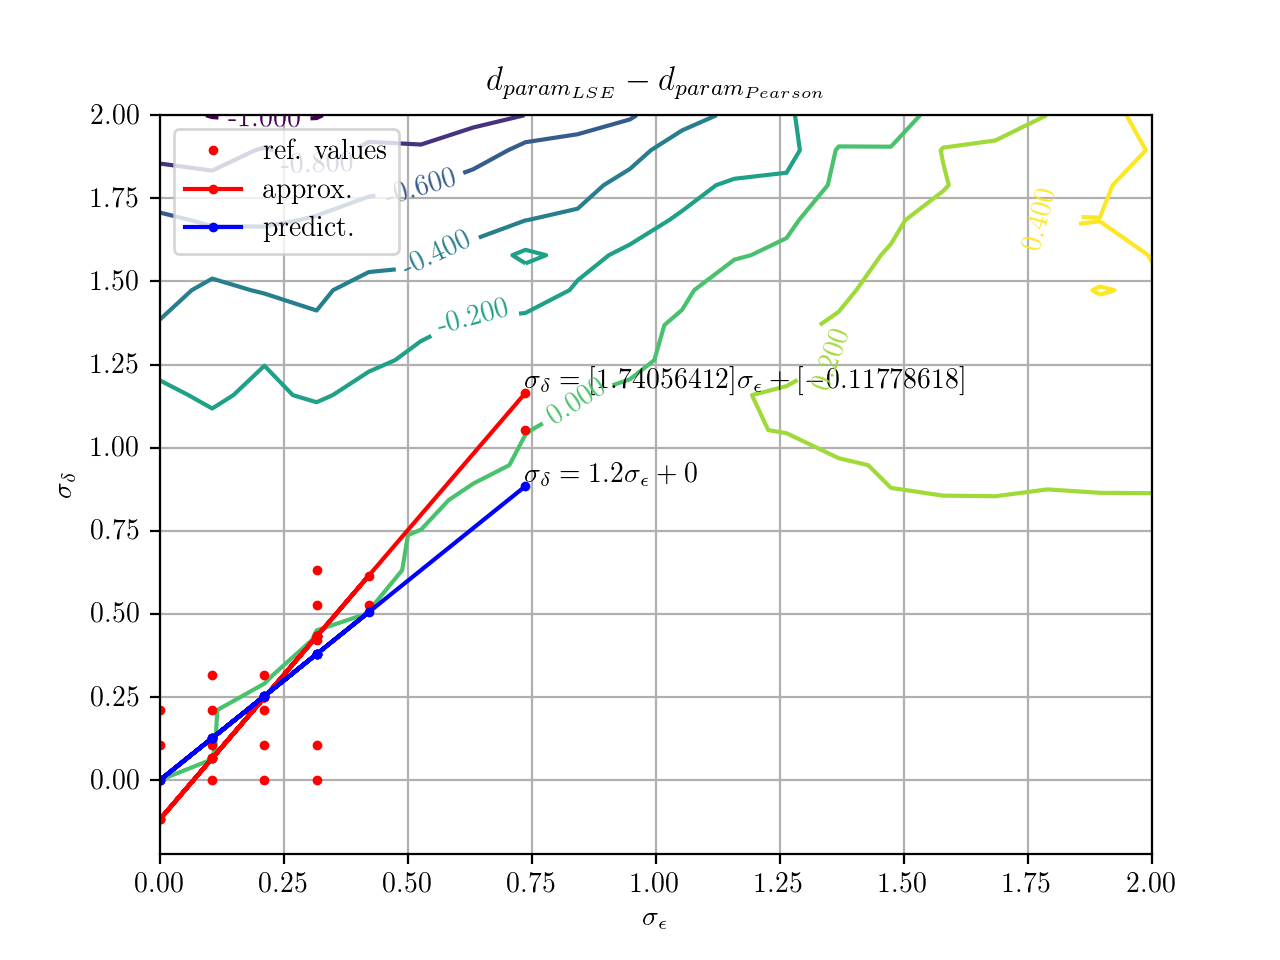 d_{param_{LSE}} − d_{param_{Pearson}}
2.00
1.75
1.50
1.25
1.00
0.75
0.50
0.25
0.00
σ_δ
-1.000
-0.800
-0.600
-0.400
-0.200
0.000
0.200
0.400
ref. values
approx.
predict.
σ_δ = [1.74056412]σ_ϵ + [−0.11778618]
σ_δ = 1.2σ_ϵ + 0
0.00 0.25 0.50 0.75 1.00 1.25 1.50 1.75 2.00
σ_ϵ